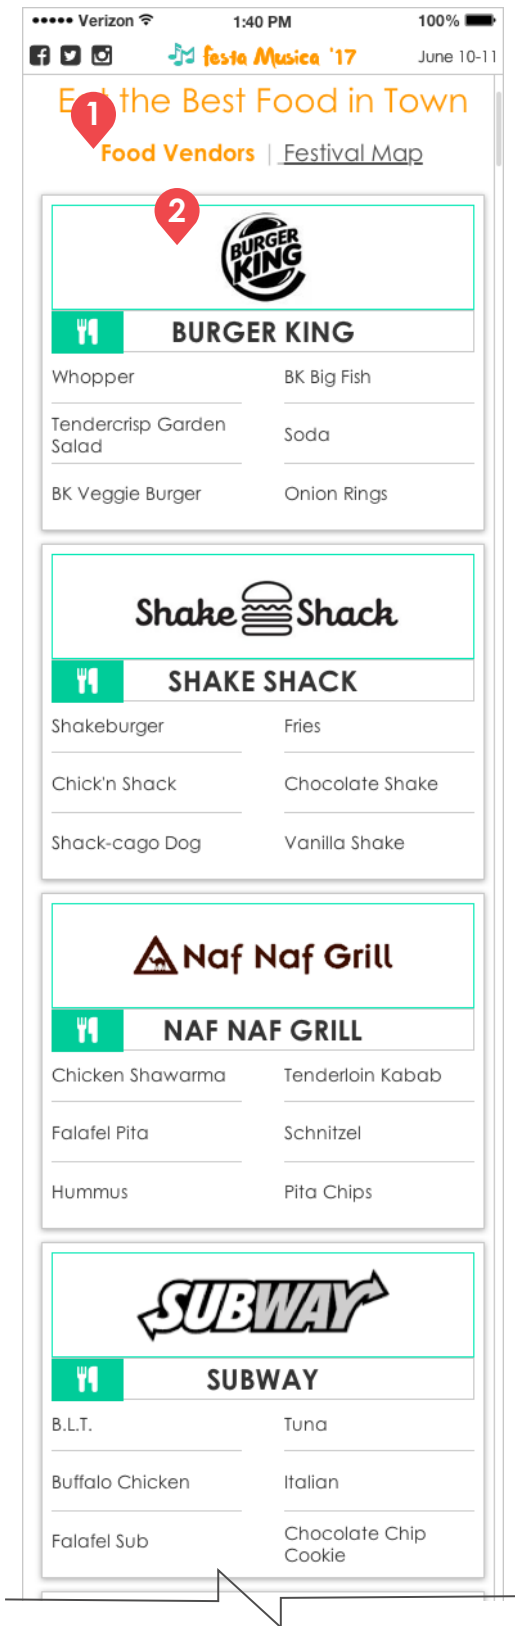 Verizon 1:40 PM 100%
festa Musica '17 June 10-11
Eat the Best Food in Town
1
Food Vendors | Festival Map
2
BURGER KING
BURGER KING
Whopper BK Big Fish
Tendercrisp Garden Salad Soda
BK Veggie Burger Onion Rings
Shake Shack
SHAKE SHACK
Shakeburger Fries
Chick'n Shack Chocolate Shake
Shack-cago Dog Vanilla Shake
Naf Naf Grill
NAF NAF GRILL
Chicken Shawarma Tenderloin Kabab
Falafel Pita Schnitzel
Hummus Pita Chips
SUBWAY
SUBWAY
B.L.T. Tuna
Buffalo Chicken Italian
Falafel Sub Chocolate Chip Cookie